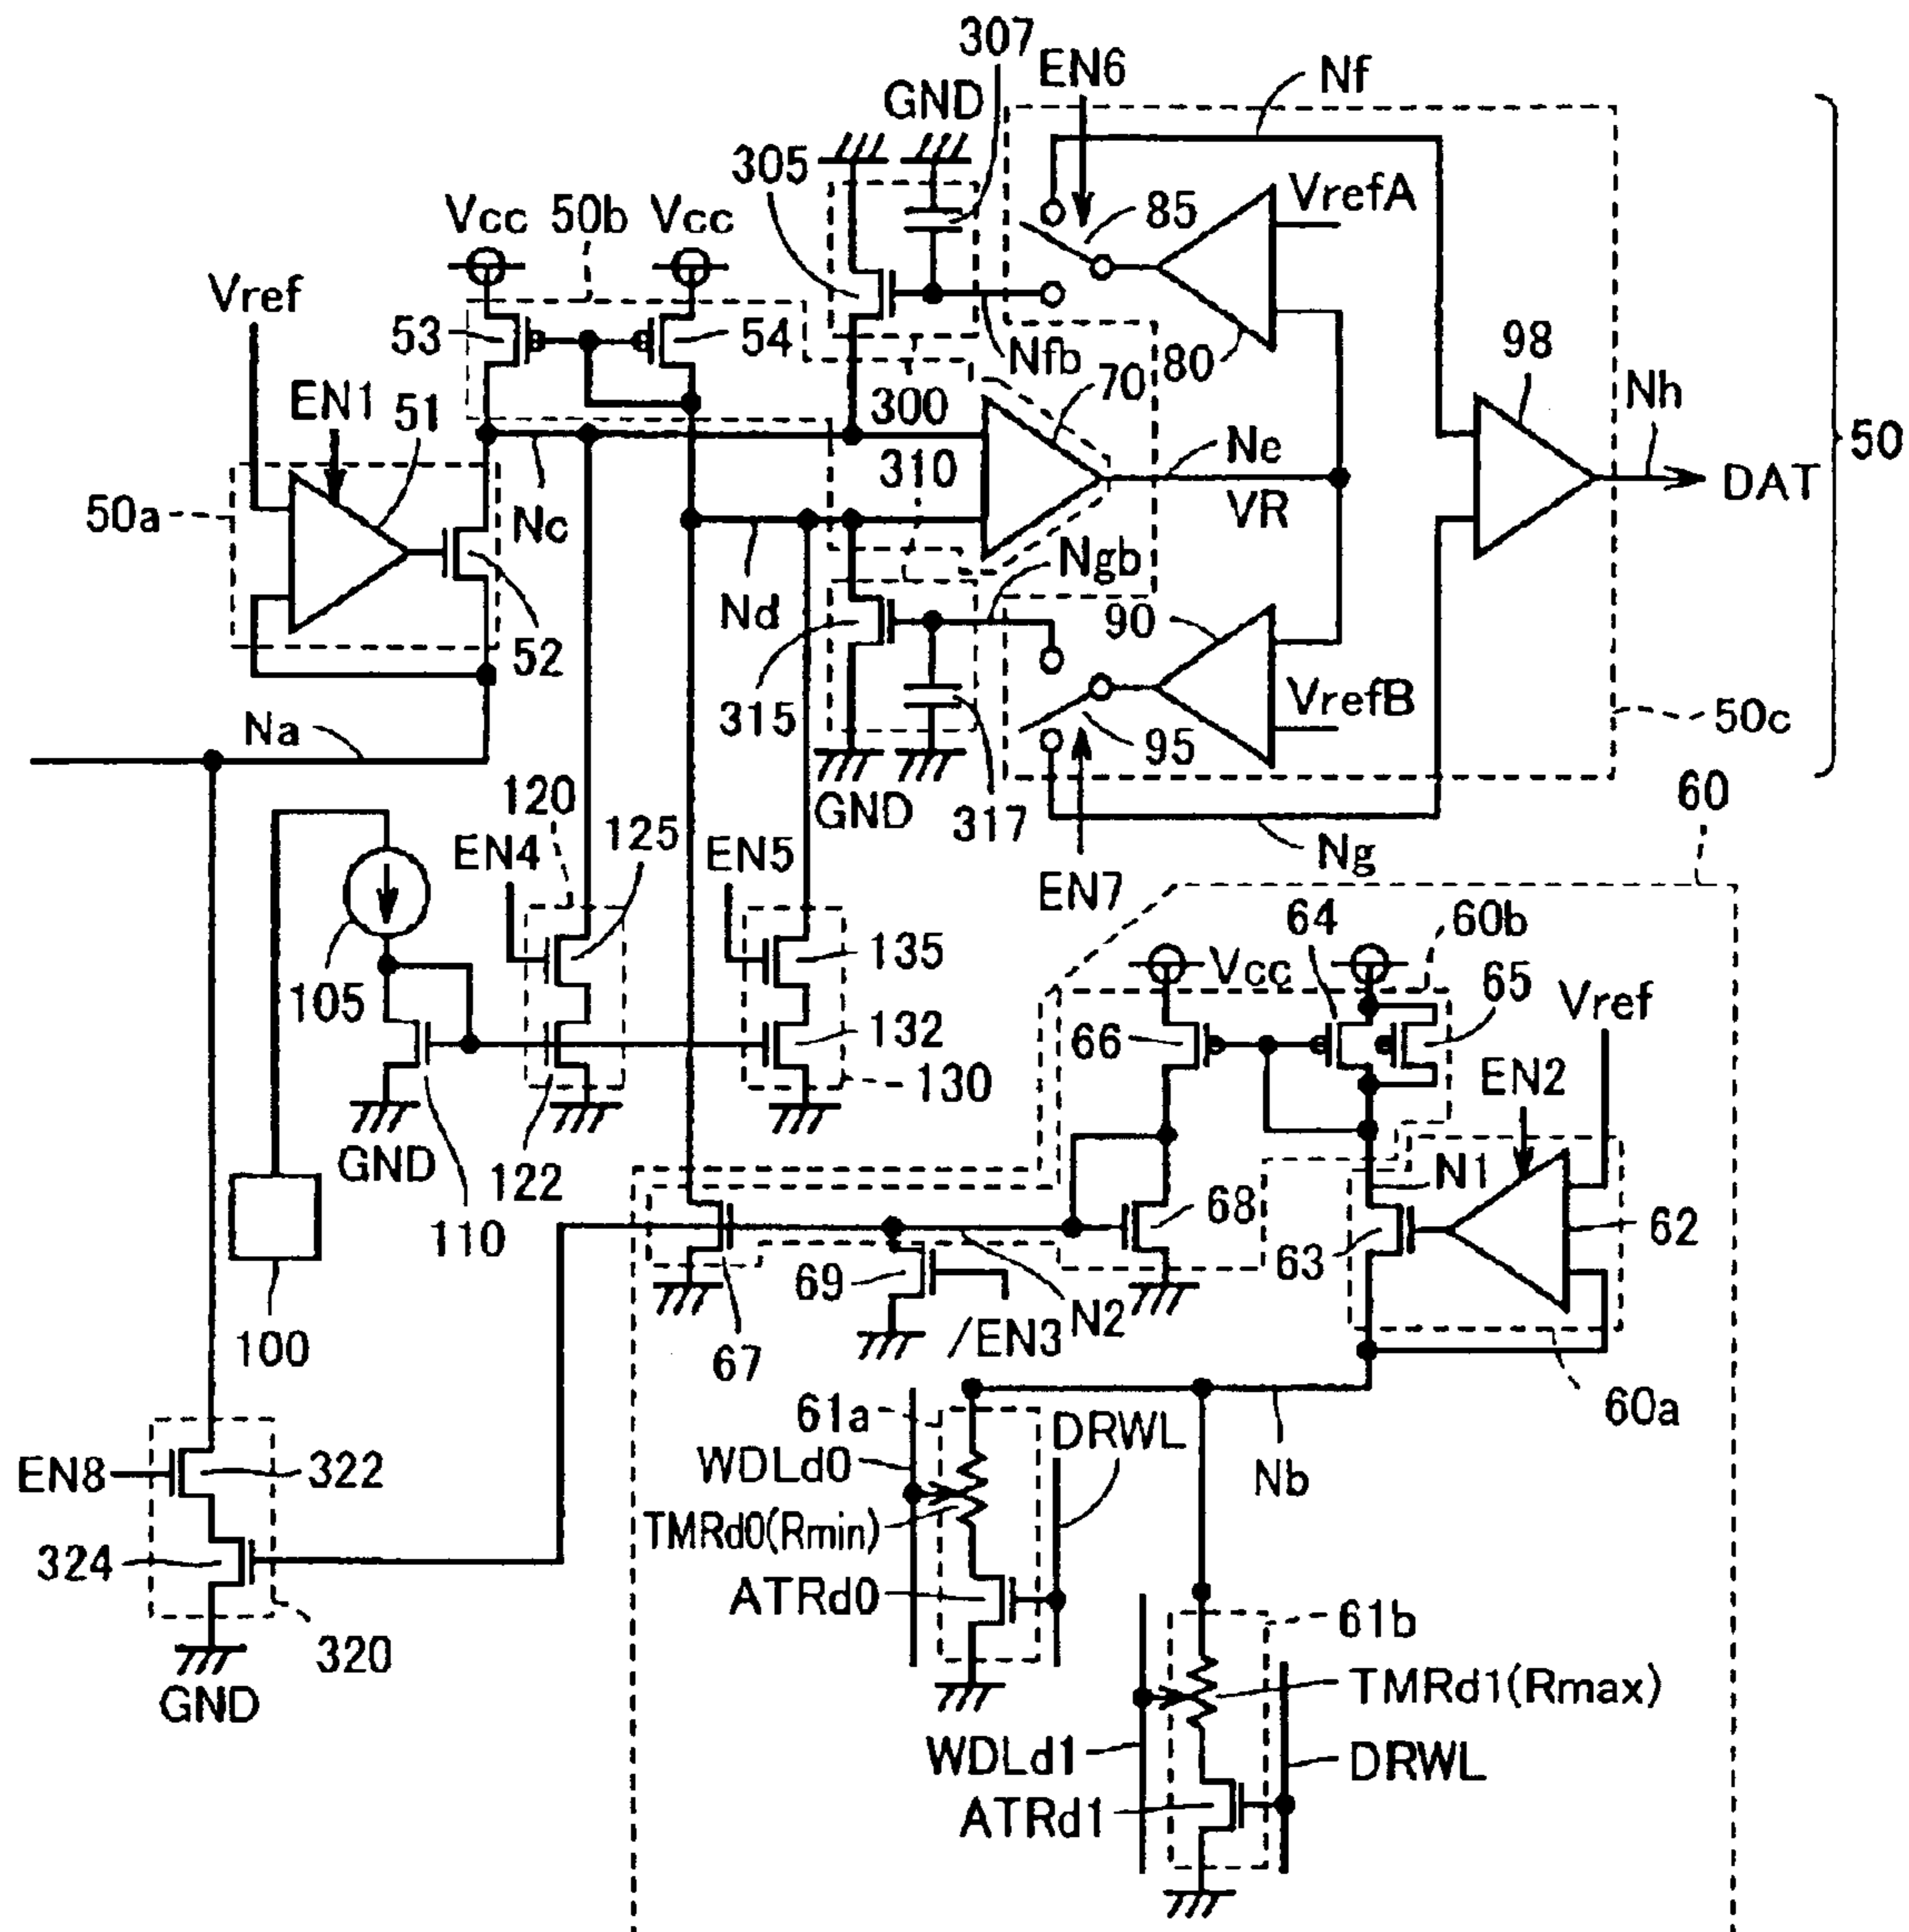 307
EN6
Nf
GND
305
VrefA
85
Vcc 50b Vcc
Vref
53
54
Nfb
80
98
EN1 51
300
70
Nh
50
310
Ne
50a
Nc
VR
DAT
Ngb
Nd
90
52
VrefB
315
50c
Na
95
GND
317
60
120
125
EN4
EN5
Ng
EN7
64
60b
135
Vcc
65
105
Vref
132
66
EN2
130
GND
122
N1
110
68
62
63
69
N2
/EN3
100
67
61a
DRWL
60a
WDLd0
EN8
322
Nb
TMRd0(Rmin)
324
ATRd0
61b
320
TMRd1(Rmax)
GND
WDLd1
DRWL
ATRd1